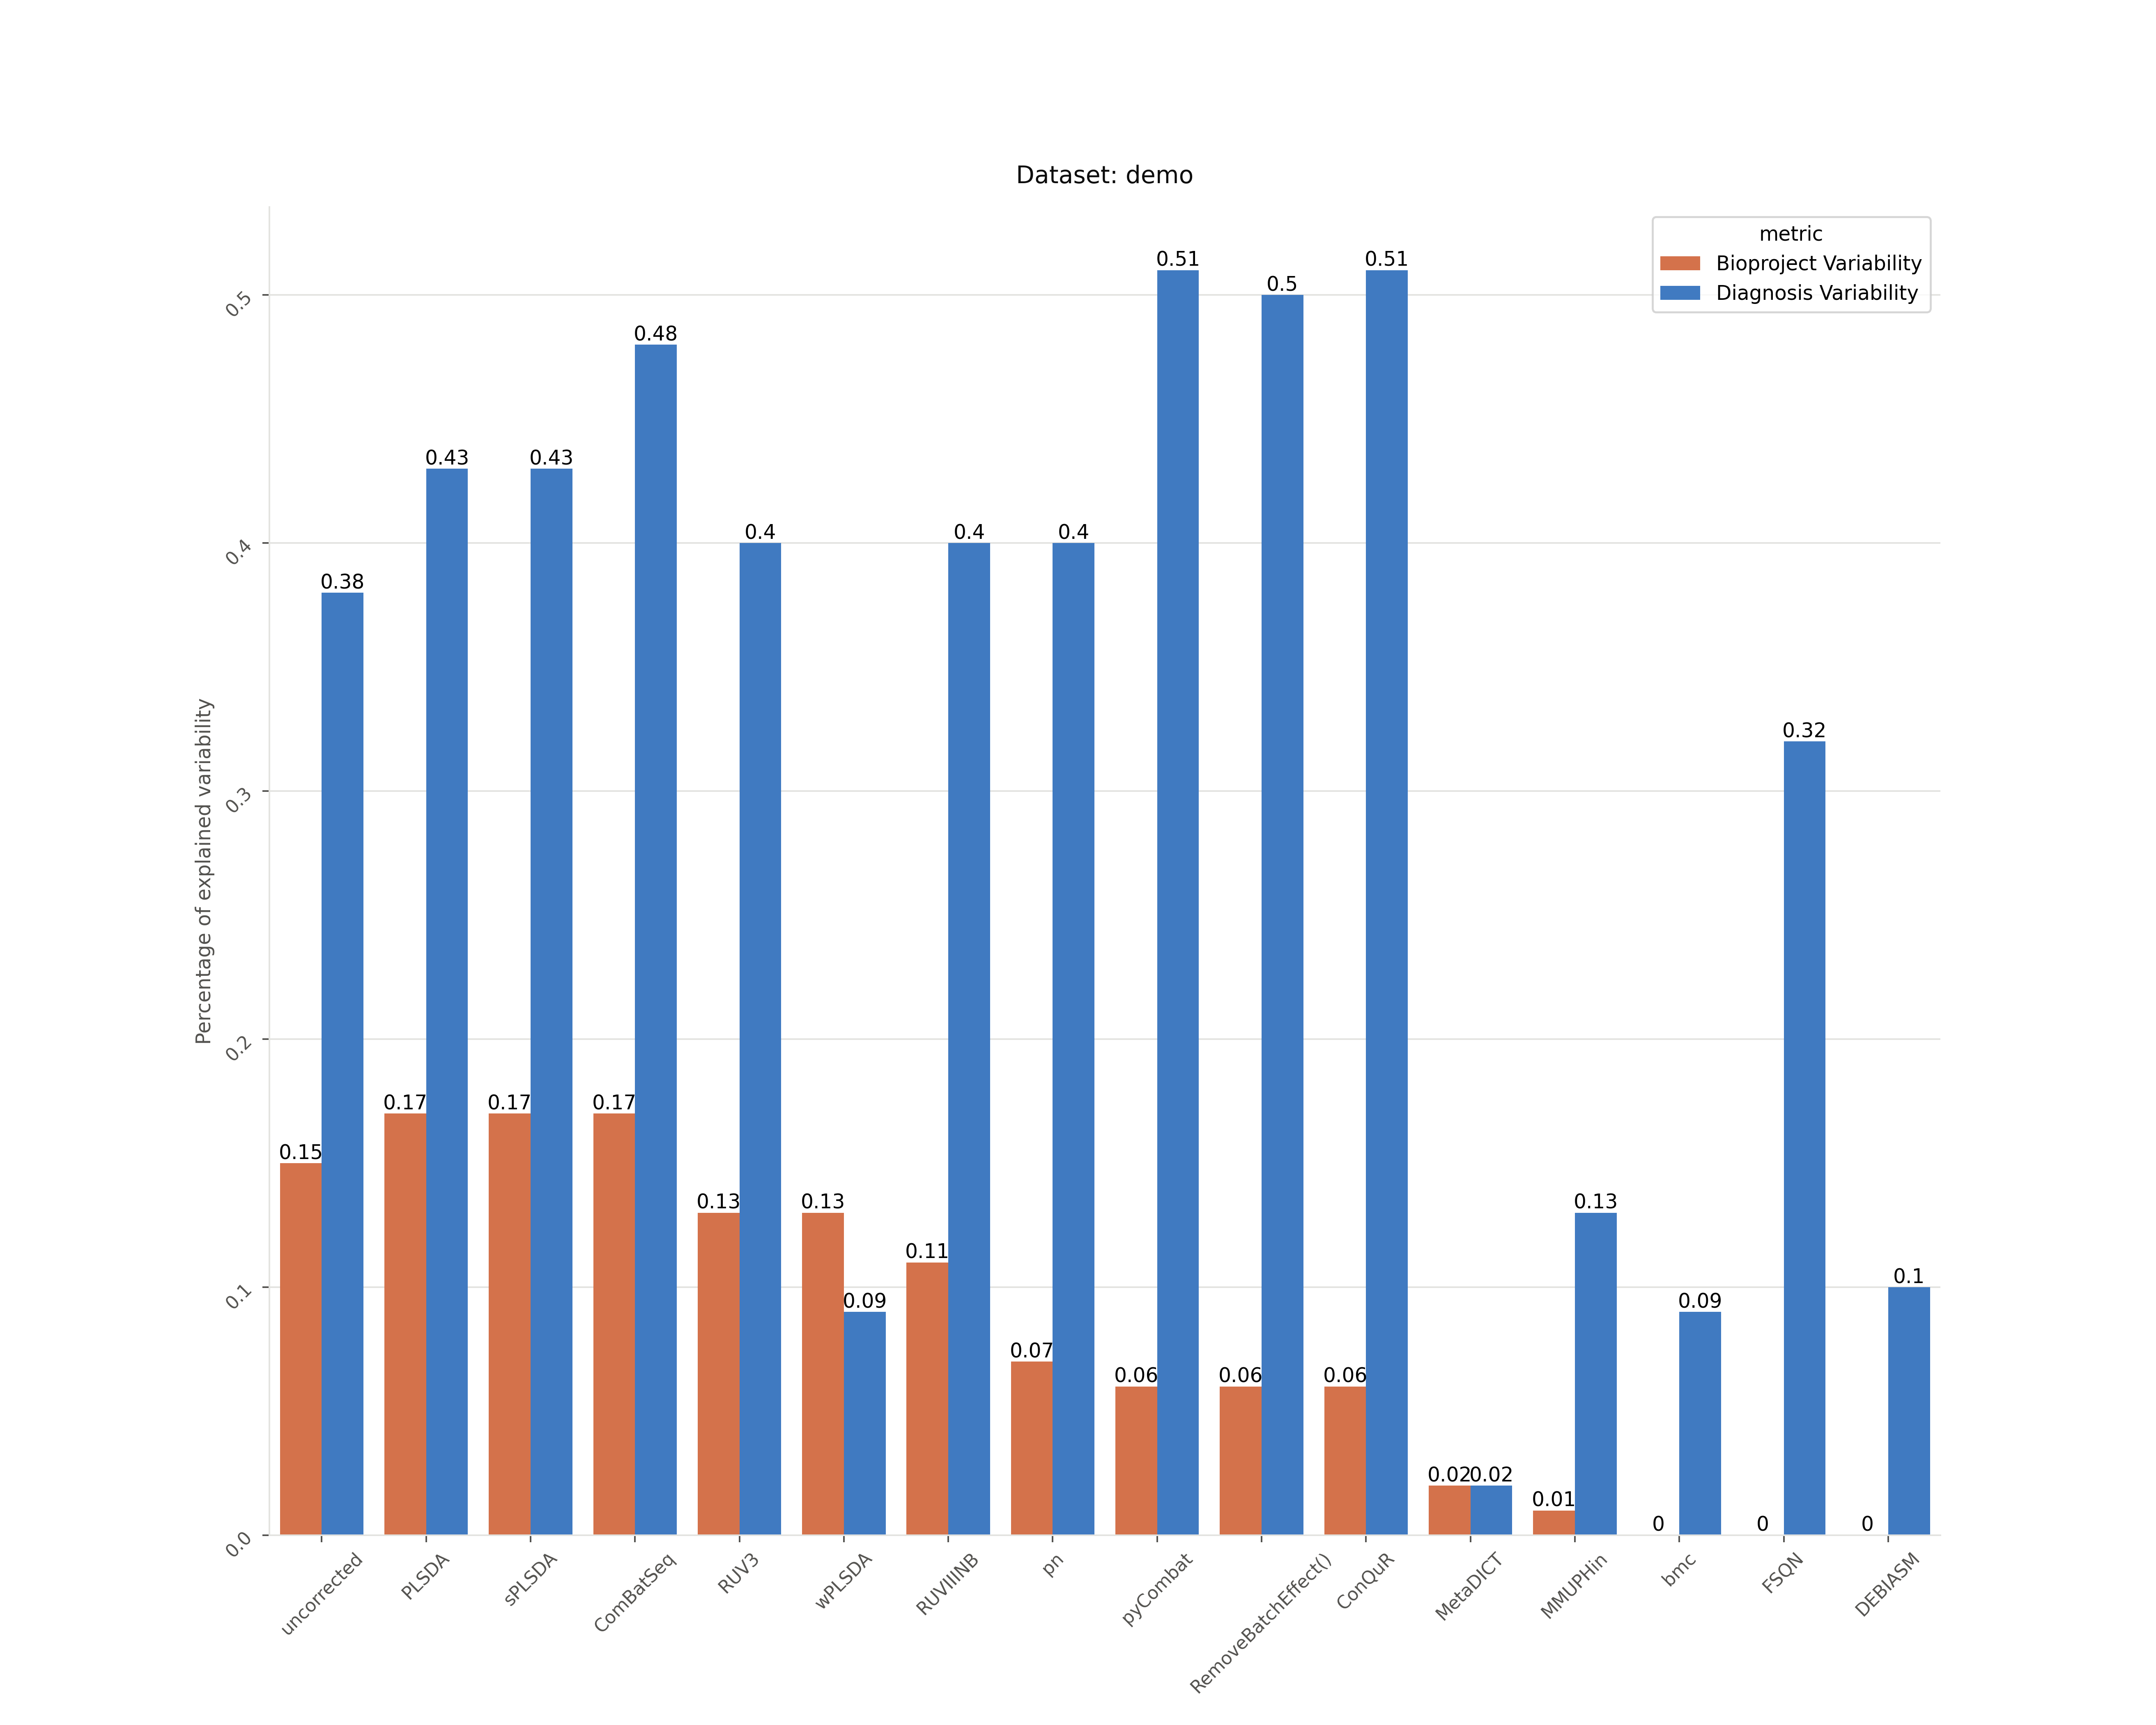 Dataset: demo
metric
Bioproject Variability
Diagnosis Variability
Percentage of explained variability
0.5
0.4
0.3
0.2
0.1
0.0
0.15
0.38
0.17
0.43
0.17
0.43
0.17
0.48
0.13
0.4
0.13
0.09
0.11
0.4
0.07
0.4
0.06
0.51
0.06
0.5
0.06
0.51
0.02
0.02
0.01
0.13
0
0.09
0
0.32
0
0.1
uncorrected
PLSDA
sPLSDA
ComBatSeq
RUV3
wPLSDA
RUVIIINB
pn
pyCombat
RemoveBatchEffect()
ConQuR
MetaDICT
MMUPHin
bmc
FSQN
DEBIASM